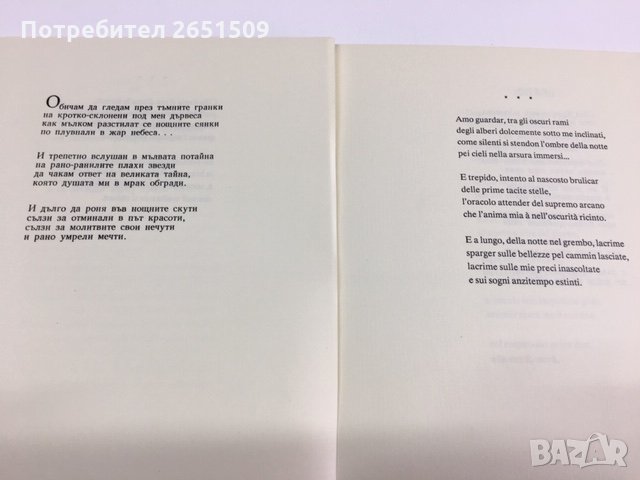 Потребител 2651509
Обичам да гледам през тъмните гранки
на кротко-склонени под мен дървеса
как мълком разстилат се нощните сянки
по плувнали в жар небеса...
И трепетно вслушан в мълвата потайна
на рано-ранилите плахи звезди
да чакам ответ на великата тайна,
която душата ми в мрак обгради.
И дълго да роня във нощните скути
сълзи за отминали в път красоти,
сълзи за молитвите свои нечути
и рано умрели мечти.
* * *
Amo guardar, tra gli oscuri rami
degli alberi dolcemente sotto me inclinati,
come silenti si stendon l'ombre della notte
pei cieli nella arsura immersi...
E trepido, intento al nascosto brulicar
delle prime tacite stelle,
l'oracolo attender del supremo arcano
che l'anima mia à nell'oscurità ricinto.
E a lungo, della notte nel grembo, lacrime
sparger sulle bellezze pel cammin lasciate,
lacrime sulle mie preci inascoltate
e sui sogni anzitempo estinti.
BAZAR